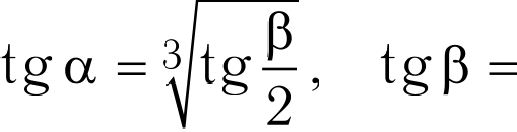 tg α = ∛(tg β/2), tg β =